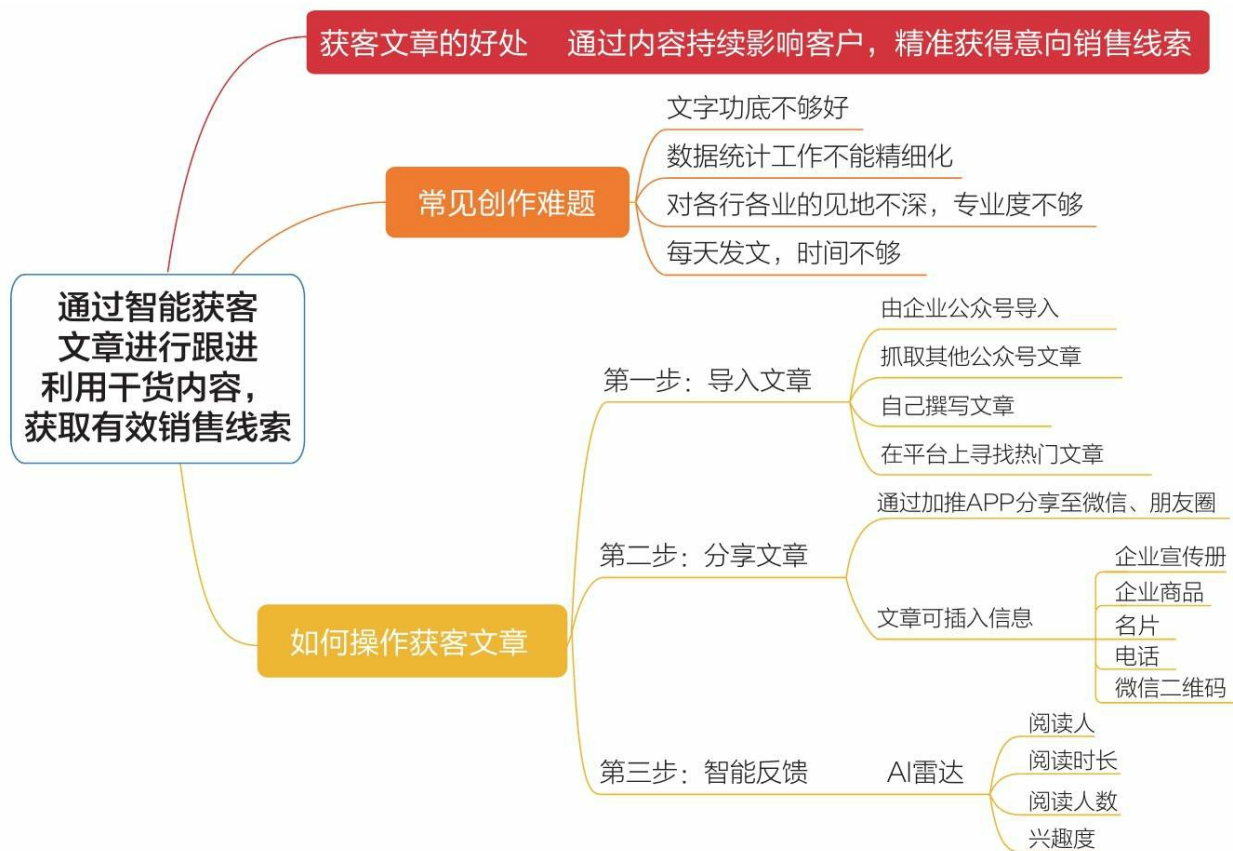 获客文章的好处 通过内容持续影响客户，精准获得意向销售线索
常见创作难题
文字功底不够好
数据统计工作不能精细化
对各行各业的见地不深，专业度不够
每天发文，时间不够
通过智能获客
文章进行跟进
利用干货内容，
获取有效销售线索
如何操作获客文章
第一步：导入文章
由企业公众号导入
抓取其他公众号文章
自己撰写文章
在平台上寻找热门文章
第二步：分享文章
通过加推APP分享至微信、朋友圈
文章可插入信息
企业宣传册
企业商品
名片
电话
微信二维码
第三步：智能反馈
AI雷达
阅读人
阅读时长
阅读人数
兴趣度